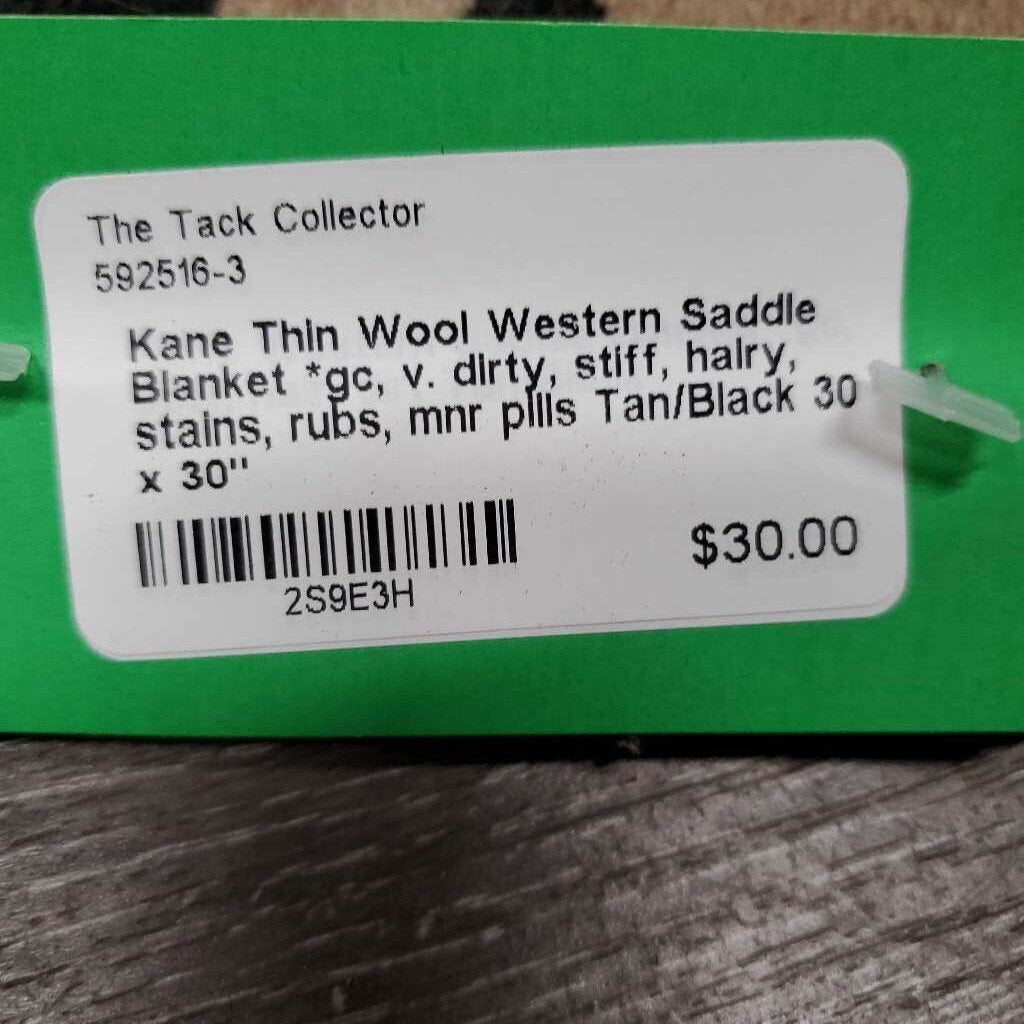 The Tack Collector
592516-3
Kane Thin Wool Western Saddle
Blanket *gc, v. dirty, stiff, hairy,
stains, rubs, mnr pills Tan/Black 30
x 30"
$30.00
2S9E3H